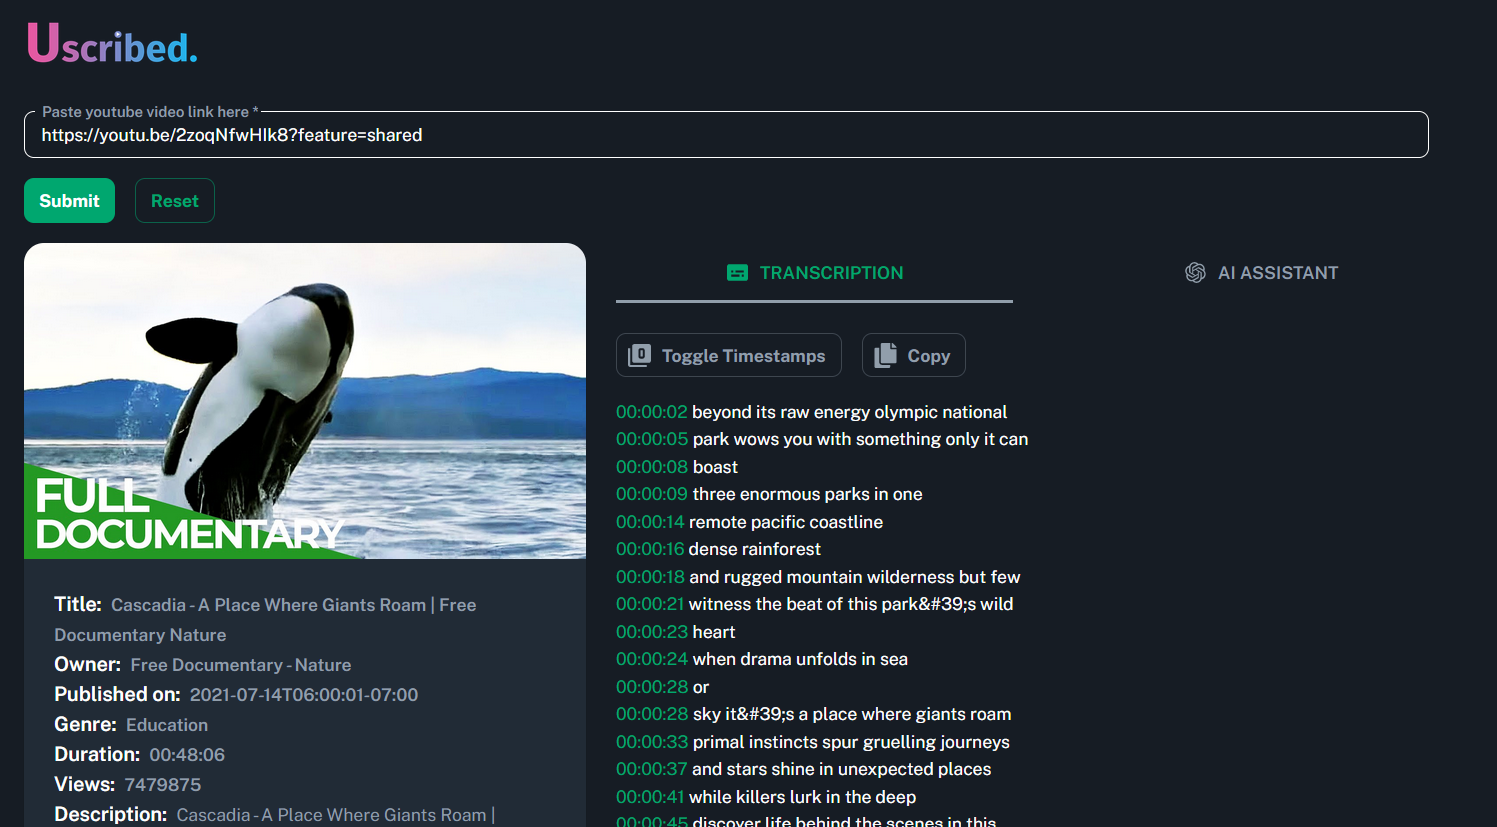 Uscribed.
Paste youtube video link here *
https://youtu.be/2zoqNfwHIk8?feature=shared
Submit
Reset
FULL
DOCUMENTARY
Title: Cascadia - A Place Where Giants Roam | Free
Documentary Nature
Owner: Free Documentary - Nature
Published on: 2021-07-14T06:00:01-07:00
Genre: Education
Duration: 00:48:06
Views: 7479875
Description: Cascadia - A Place Where Giants Roam |
TRANSCRIPTION
AI ASSISTANT
Toggle Timestamps
Copy
00:00:02 beyond its raw energy olympic national
00:00:05 park wows you with something only it can
00:00:08 boast
00:00:09 three enormous parks in one
00:00:14 remote pacific coastline
00:00:16 dense rainforest
00:00:18 and rugged mountain wilderness but few
00:00:21 witness the beat of this park&#39;s wild
00:00:23 heart
00:00:24 when drama unfolds in sea
00:00:28 or
00:00:28 sky it&#39;s a place where giants roam
00:00:33 primal instincts spur gruelling journeys
00:00:37 and stars shine in unexpected places
00:00:41 while killers lurk in the deep
00:00:45 discover life behind the scenes in this